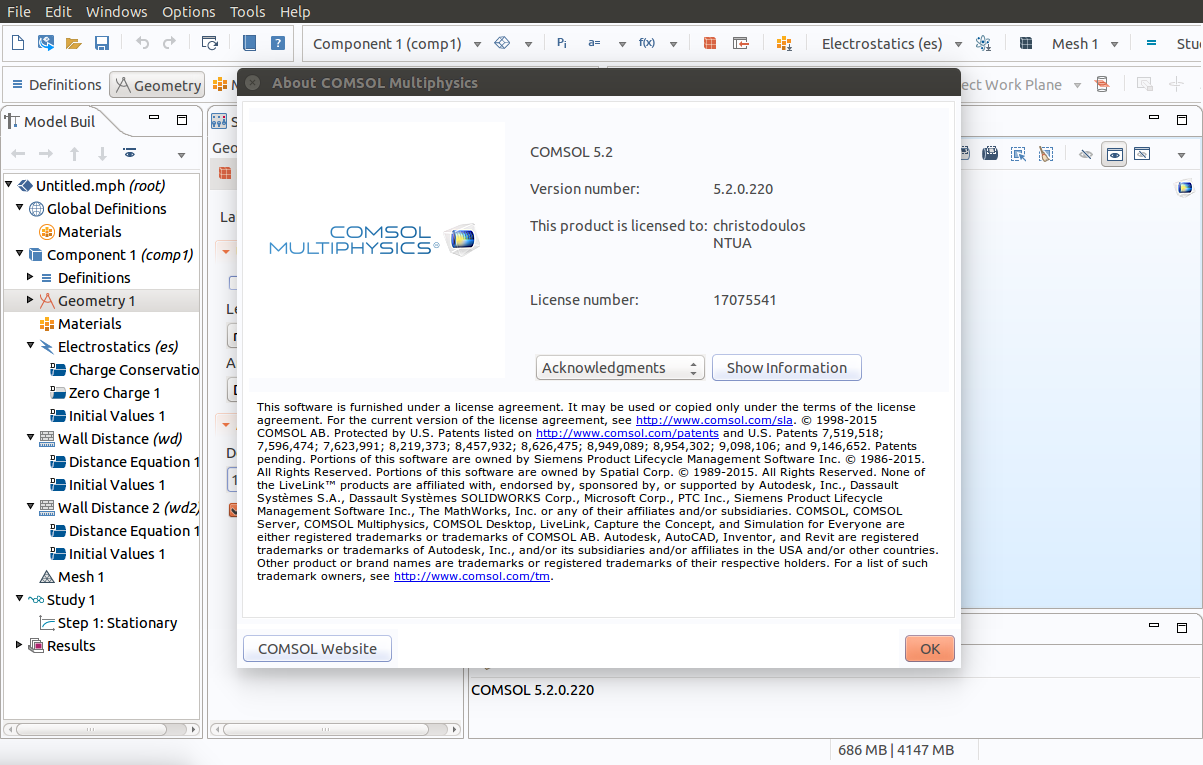 File Edit Windows Options Tools Help
Component 1 (comp1) Pi a= f(x) Electrostatics (es) Mesh 1
Definitions Geometry About COMSOL Multiphysics Work Plane
Model Buil
Untitled.mph (root)
Global Definitions
Materials
Component 1 (comp1)
Definitions
Geometry 1
Materials
Electrostatics (es)
Charge Conservatio
Zero Charge 1
Initial Values 1
Wall Distance (wd)
Distance Equation 1
Initial Values 1
Wall Distance 2 (wd2)
Distance Equation 1
Initial Values 1
Mesh 1
Study 1
Step 1: Stationary
Results
COMSOL
MULTIPHYSICS®
COMSOL 5.2
Version number: 5.2.0.220
This product is licensed to: christodoulos
NTUA
License number: 17075541
Acknowledgments Show Information
This software is furnished under a license agreement. It may be used or copied only under the terms of the license
agreement. For the current version of the license agreement, see http://www.comsol.com/sla. © 1998-2015
COMSOL AB. Protected by U.S. Patents listed on http://www.comsol.com/patents and U.S. Patents 7,519,518;
7,596,474; 7,623,991; 8,219,373; 8,457,932; 8,626,475; 8,949,089; 8,954,302; 9,098,106; and 9,146,652. Patents
pending. Portions of this software are owned by Siemens Product Lifecycle Management Software Inc. © 1986-2015.
All Rights Reserved. Portions of this software are owned by Spatial Corp. © 1989-2015. All Rights Reserved. None of
the LiveLink™ products are affiliated with, endorsed by, sponsored by, or supported by Autodesk, Inc., Dassault
Systèmes S.A., Dassault Systèmes SOLIDWORKS Corp., Microsoft Corp., PTC Inc., Siemens Product Lifecycle
Management Software Inc., The MathWorks, Inc. or any of their affiliates and/or subsidiaries. COMSOL, COMSOL
Server, COMSOL Multiphysics, COMSOL Desktop, LiveLink, Capture the Concept, and Simulation for Everyone are
either registered trademarks or trademarks of COMSOL AB. Autodesk, AutoCAD, Inventor, and Revit are registered
trademarks or trademarks of Autodesk, Inc., and/or its subsidiaries and/or affiliates in the USA and/or other countries.
Other product or brand names are trademarks or registered trademarks of their respective holders. For a list of such
trademark owners, see http://www.comsol.com/tm.
COMSOL Website OK
COMSOL 5.2.0.220
686 MB | 4147 MB